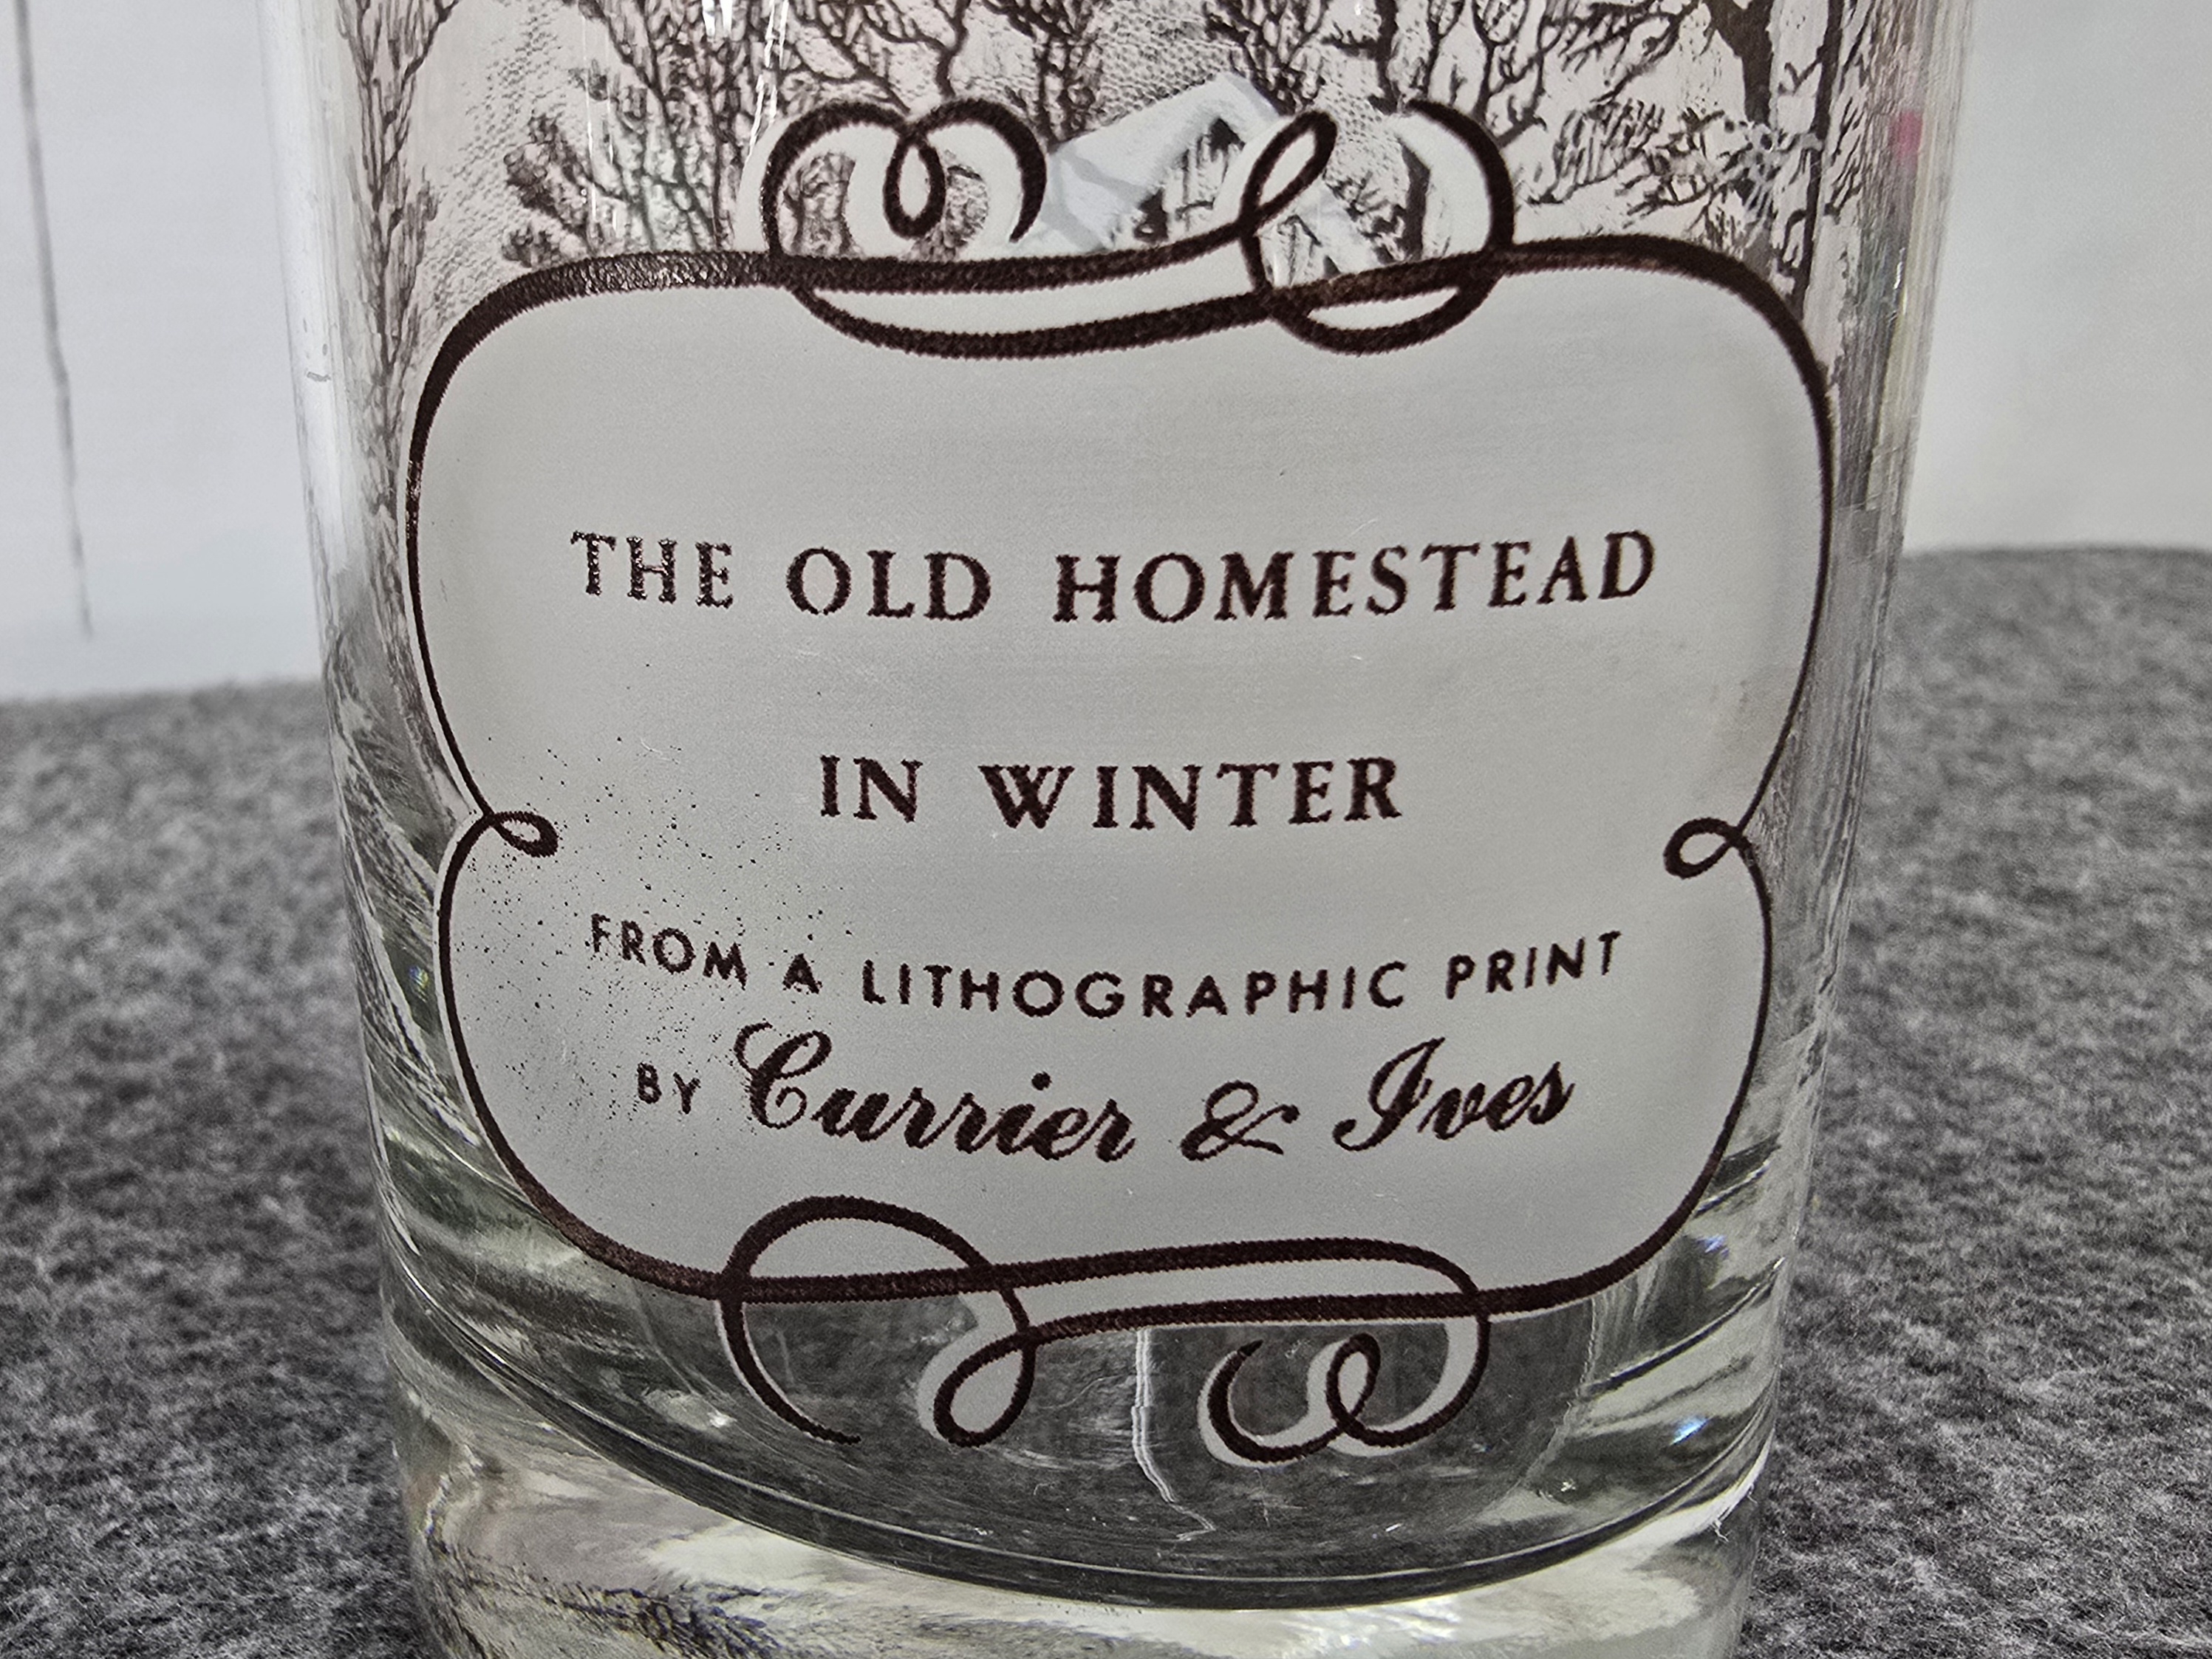 THE OLD HOMESTEAD
IN WINTER
FROM A LITHOGRAPHIC PRINT
BY Currier & Ives